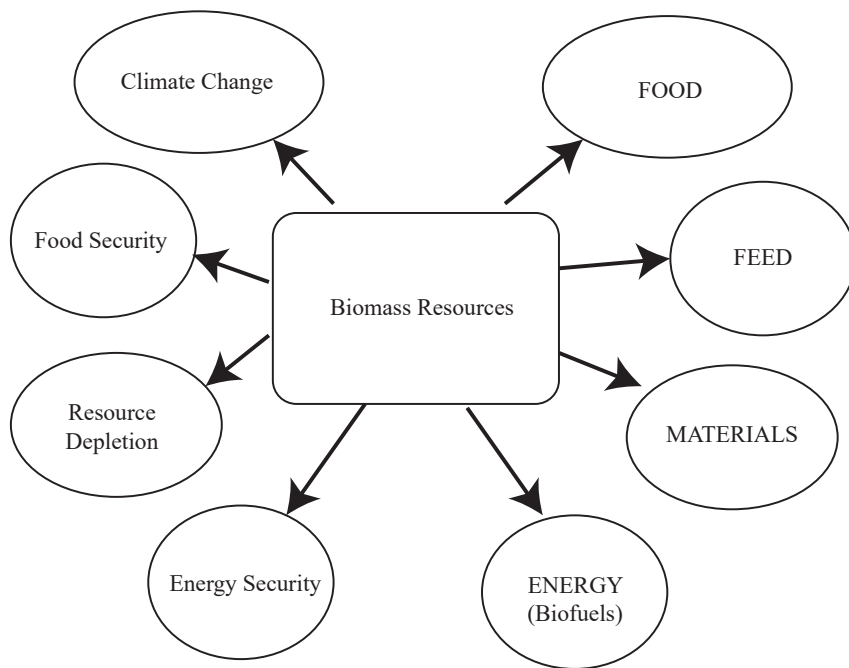 Climate Change
FOOD
Food Security
FEED
Biomass Resources
Resource
Depletion
MATERIALS
Energy Security
ENERGY
(Biofuels)